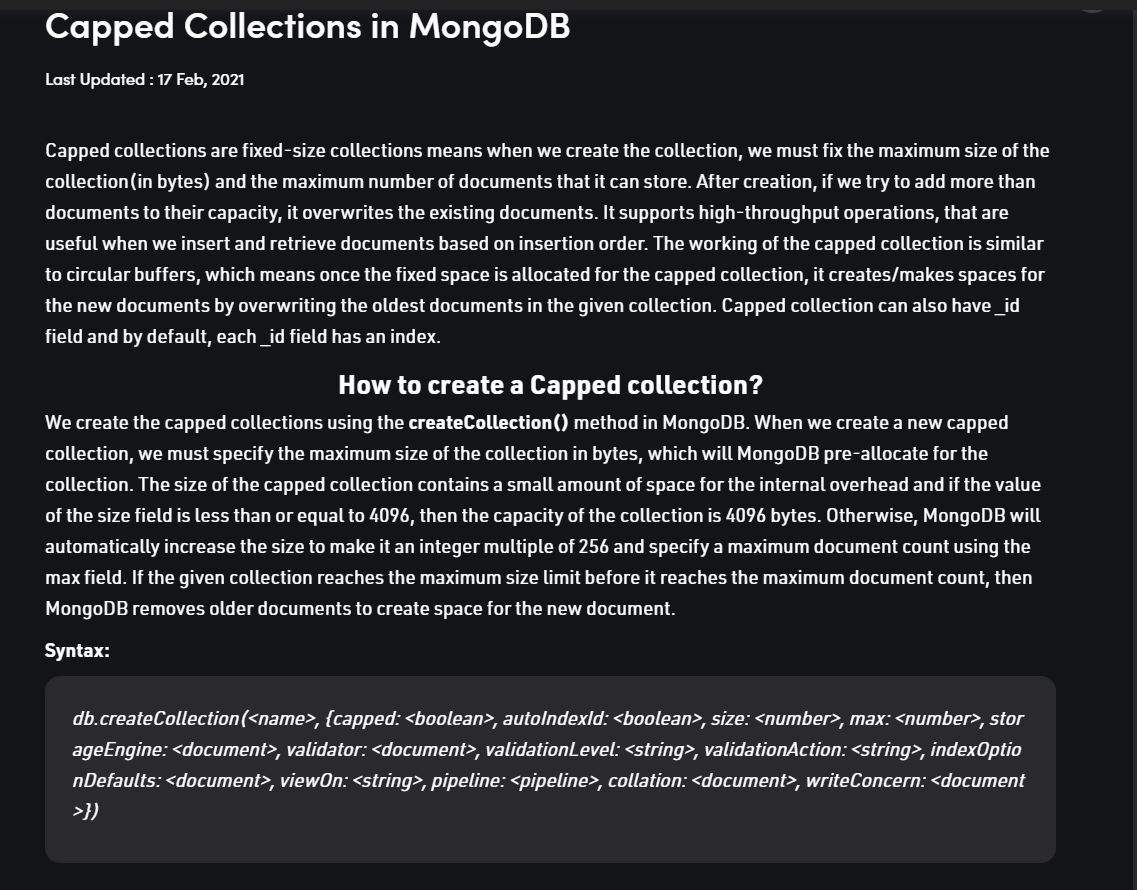 Capped Collections in MongoDB
Last Updated : 17 Feb, 2021
Capped collections are fixed-size collections means when we create the collection, we must fix the maximum size of the
collection(in bytes) and the maximum number of documents that it can store. After creation, if we try to add more than
documents to their capacity, it overwrites the existing documents. It supports high-throughput operations, that are
useful when we insert and retrieve documents based on insertion order. The working of the capped collection is similar
to circular buffers, which means once the fixed space is allocated for the capped collection, it creates/makes spaces for
the new documents by overwriting the oldest documents in the given collection. Capped collection can also have _id
field and by default, each _id field has an index.
How to create a Capped collection?
We create the capped collections using the createCollection() method in MongoDB. When we create a new capped
collection, we must specify the maximum size of the collection in bytes, which will MongoDB pre-allocate for the
collection. The size of the capped collection contains a small amount of space for the internal overhead and if the value
of the size field is less than or equal to 4096, then the capacity of the collection is 4096 bytes. Otherwise, MongoDB will
automatically increase the size to make it an integer multiple of 256 and specify a maximum document count using the
max field. If the given collection reaches the maximum size limit before it reaches the maximum document count, then
MongoDB removes older documents to create space for the new document.
Syntax:
db.createCollection(<name>, {capped: <boolean>, autoIndexId: <boolean>, size: <number>, max: <number>, stor
ageEngine: <document>, validator: <document>, validationLevel: <string>, validationAction: <string>, indexOptio
nDefaults: <document>, viewOn: <string>, pipeline: <pipeline>, collation: <document>, writeConcern: <document
>})